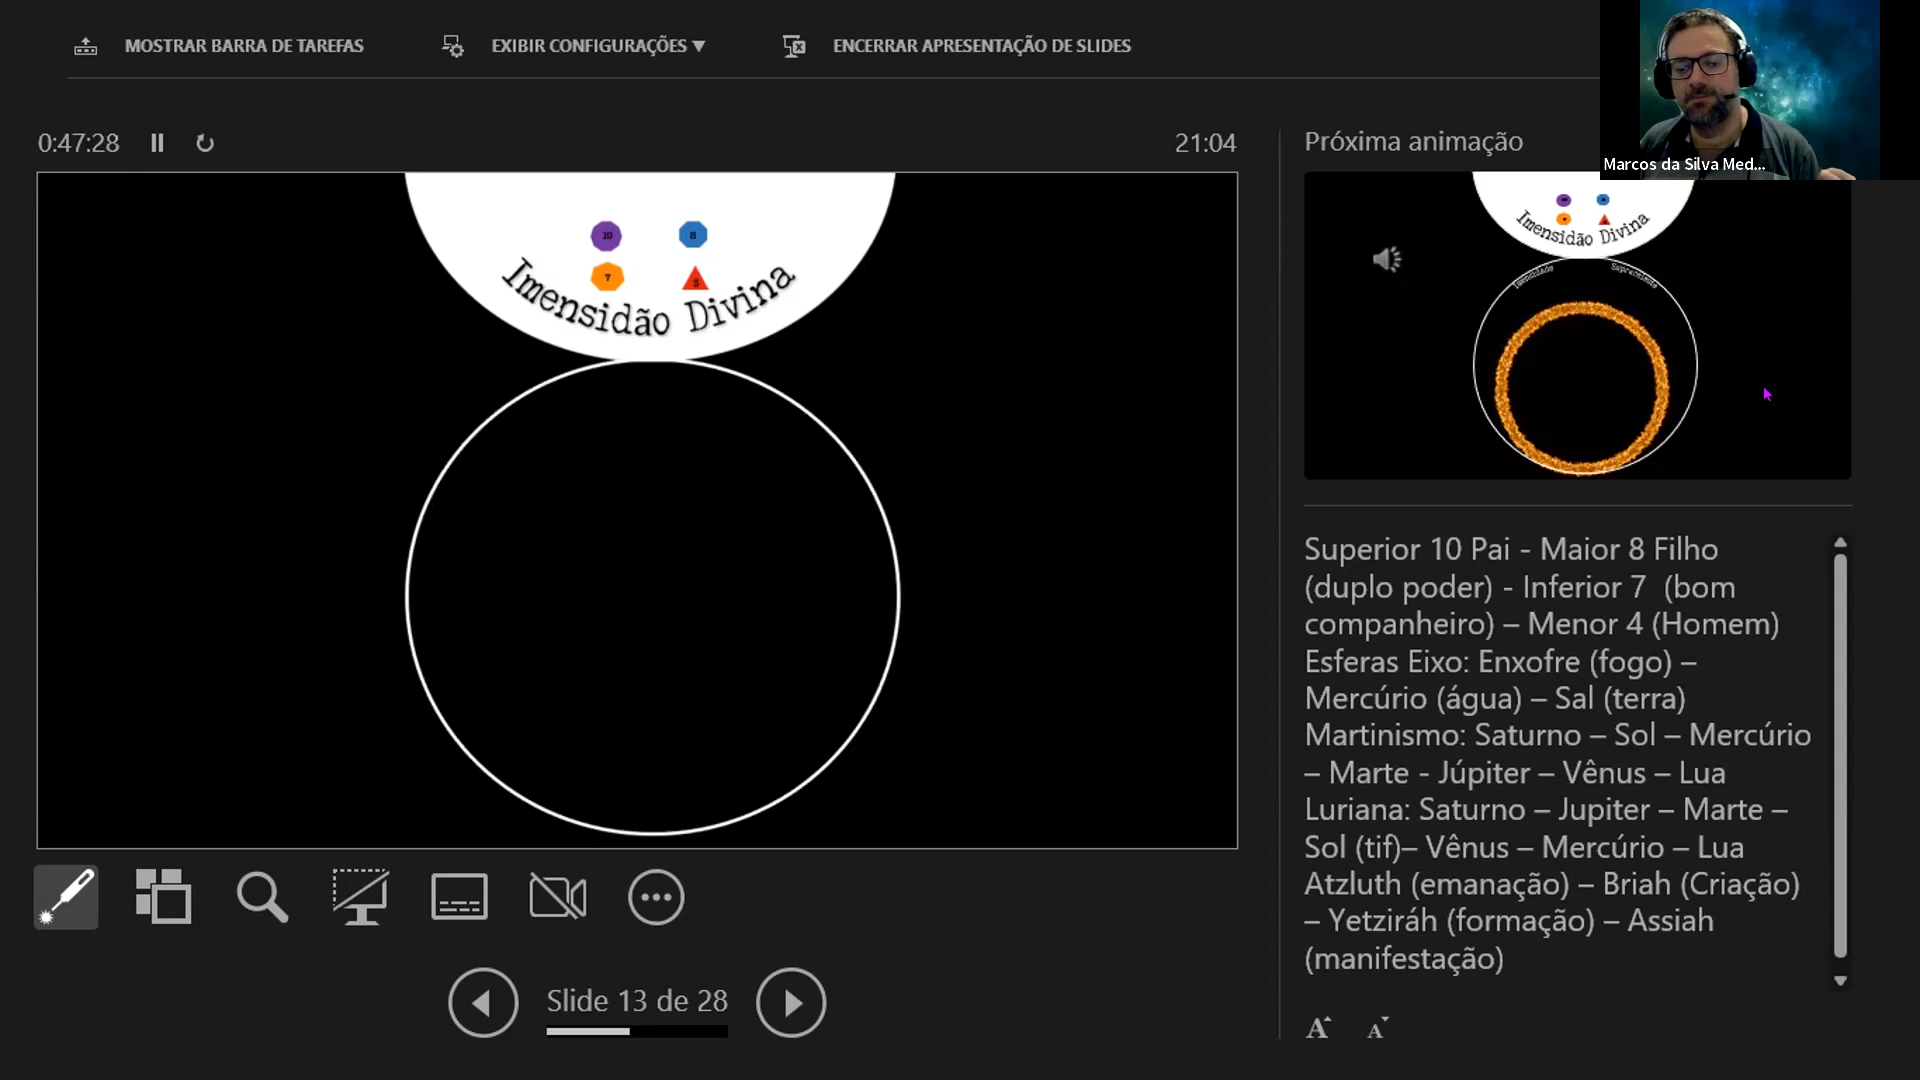 MOSTRAR BARRA DE TAREFAS
EXIBIR CONFIGURAÇÕES ▼
ENCERRAR APRESENTAÇÃO DE SLIDES
Marcos da Silva Med...
0:47:28
21:04
Próxima animação
10
8
7
Imensidão Divina
Imensidão Divina
Superior 10 Pai - Maior 8 Filho
(duplo poder) - Inferior 7 (bom
companheiro) – Menor 4 (Homem)
Esferas Eixo: Enxofre (fogo) –
Mercúrio (água) – Sal (terra)
Martinismo: Saturno – Sol – Mercúrio
– Marte - Júpiter – Vênus – Lua
Luriana: Saturno – Jupiter – Marte –
Sol (tif)– Vênus – Mercúrio – Lua
Atzluth (emanação) – Briah (Criação)
– Yetziráh (formação) – Assiah
(manifestação)
Slide 13 de 28
A A